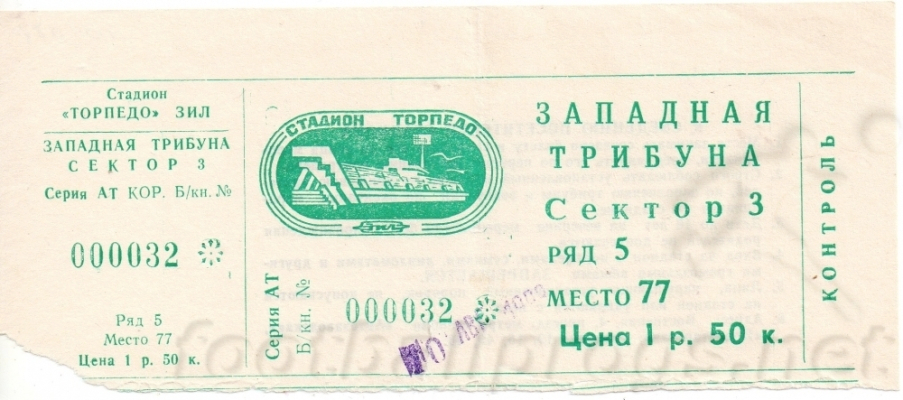 Стадион
«ТОРПЕДО» ЗИЛ
ЗАПАДНАЯ ТРИБУНА
СЕКТОР 3
Серия АТ КОР. Б/кн. №
000032
Ряд 5
Место 77
Цена 1 р. 50 к.
Серия АТ
Б/кн. №
СТАДИОН ТОРПЕДО
ЗИЛ
000032
ЗАПАДНАЯ
ТРИБУНА
Сектор 3
РЯД 5
МЕСТО 77
Цена 1 р. 50 к.
КОНТРОЛЬ